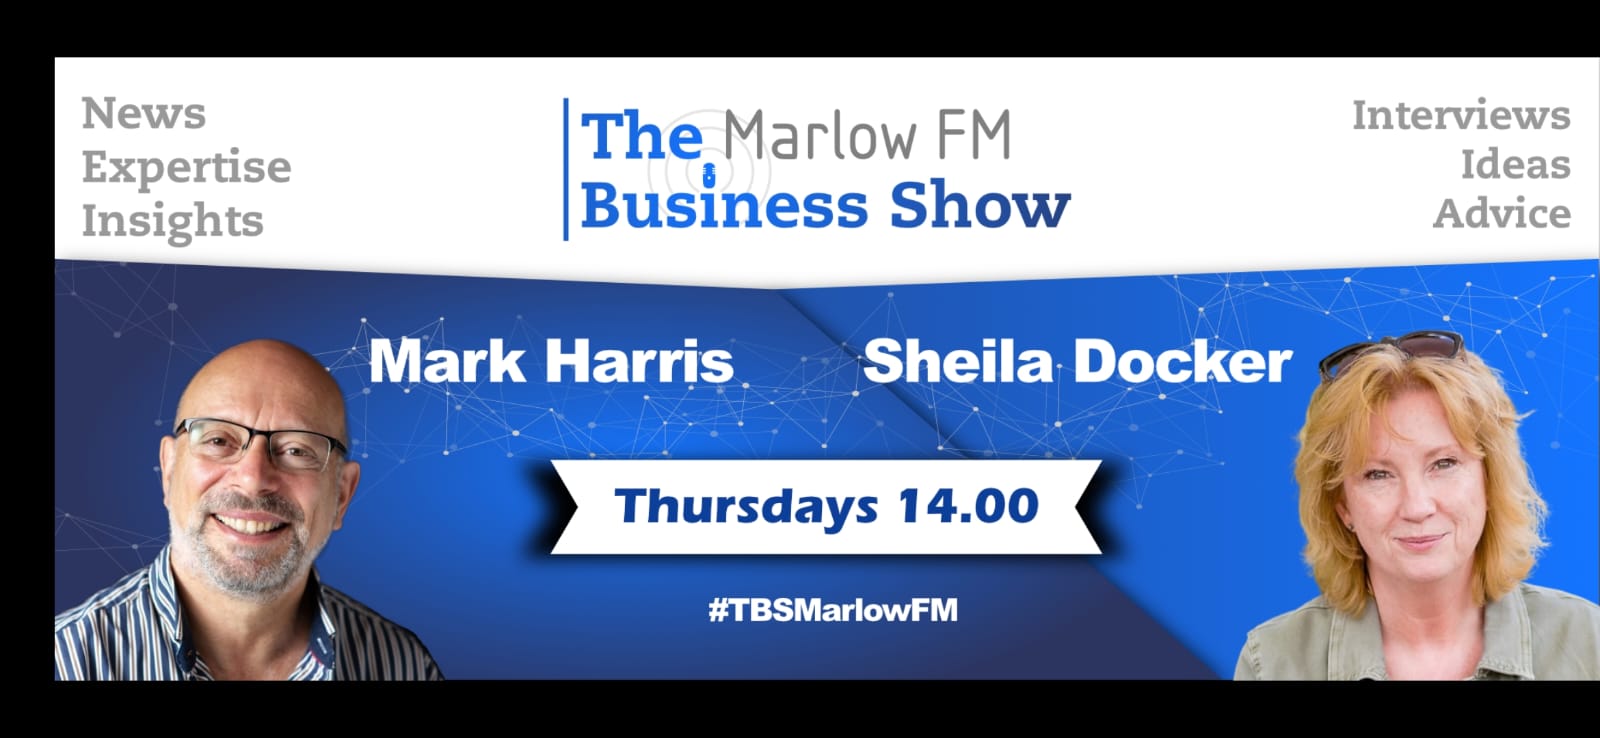 News
Expertise
Insights
The Marlow FM
Business Show
Interviews
Ideas
Advice
Mark Harris
Sheila Docker
Thursdays 14.00
#TBSMarlowFM